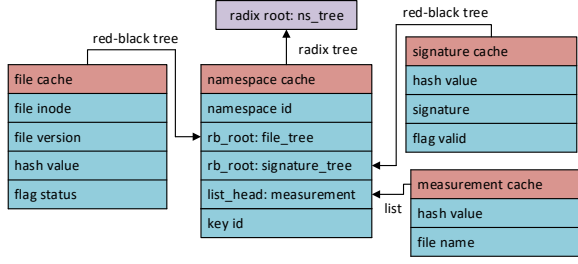 radix root: ns_tree
red-black tree
red-black tree
radix tree
file cache
file inode
file version
hash value
flag status
namespace cache
namespace id
rb_root: file_tree
rb_root: signature_tree
list_head: measurement
key id
signature cache
hash value
signature
flag valid
list
measurement cache
hash value
file name